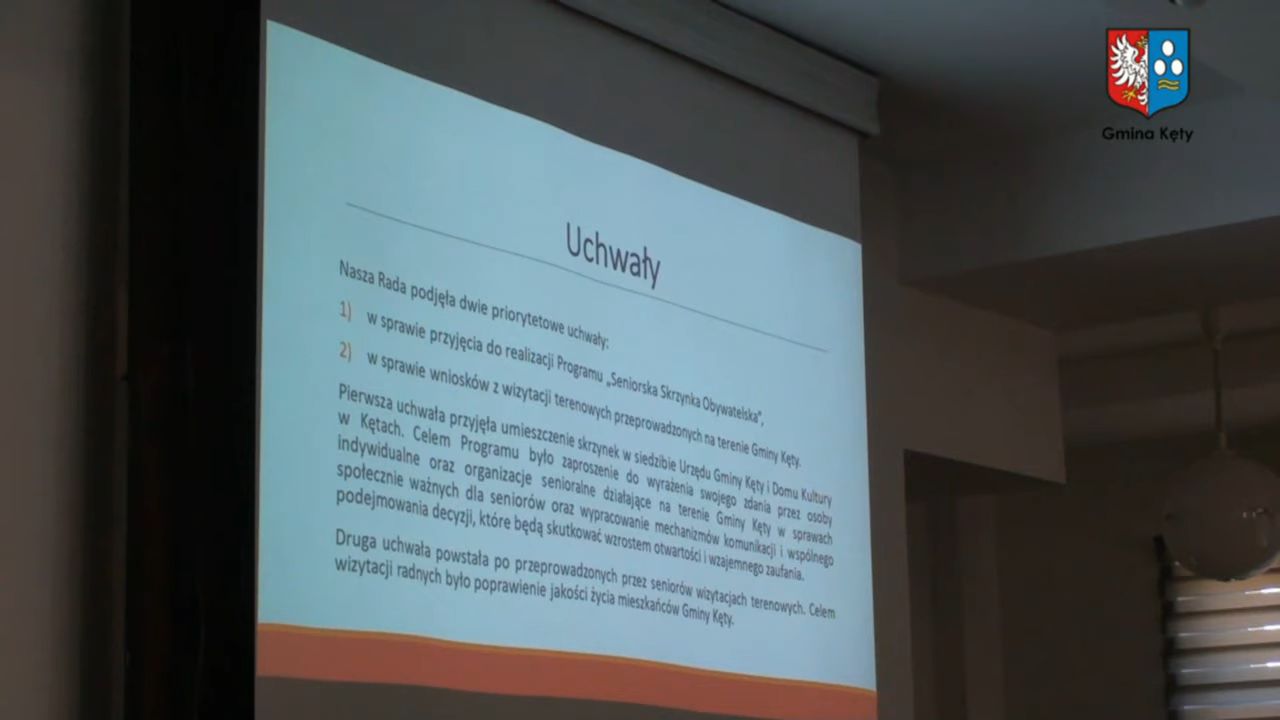 Gmina Kęty
Uchwały
Nasza Rada podjęła dwie priorytetowe uchwały:
1) w sprawie przyjęcia do realizacji Programu „Seniorska Skrzynka Obywatelska”,
2) w sprawie wniosków z wizytacji terenowych przeprowadzonych na terenie Gminy Kęty.
Pierwsza uchwała przyjęła umieszczenie skrzynek w siedzibie Urzędu Gminy Kęty i Domu Kultury
w Kętach. Celem Programu było zaproszenie do wyrażenia swojego zdania przez osoby
indywidualne oraz organizacje senioralne działające na terenie Gminy Kęty w sprawach
społecznie ważnych dla seniorów oraz wypracowanie mechanizmów komunikacji i wspólnego
podejmowania decyzji, które będą skutkować wzrostem otwartości i wzajemnego zaufania.
Druga uchwała powstała po przeprowadzonych przez seniorów wizytacjach terenowych. Celem
wizytacji radnych było poprawienie jakości życia mieszkańców Gminy Kęty.